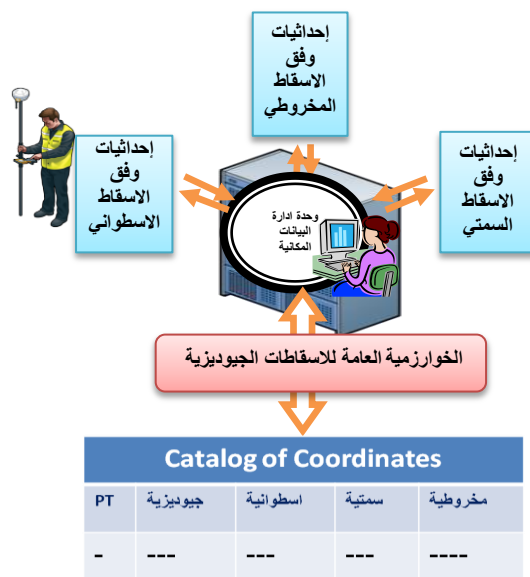 إحداثيات
وفق
الاسقاط
المخروطي
إحداثيات
وفق
الاسقاط
السمتي
إحداثيات
وفق
الاسقاط
الاسطواني
وحدة ادارة
البيانات
المكانية
الخوارزمية العامة للاسقاطات الجيوديزية
Catalog of Coordinates
PT جيوديزية اسطوانية سمتية مخروطية
- --- --- --- ----